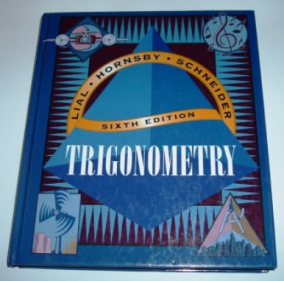 LIAL · HORNSBY · SCHNEIDER
SIXTH EDITION
TRIGONOMETRY